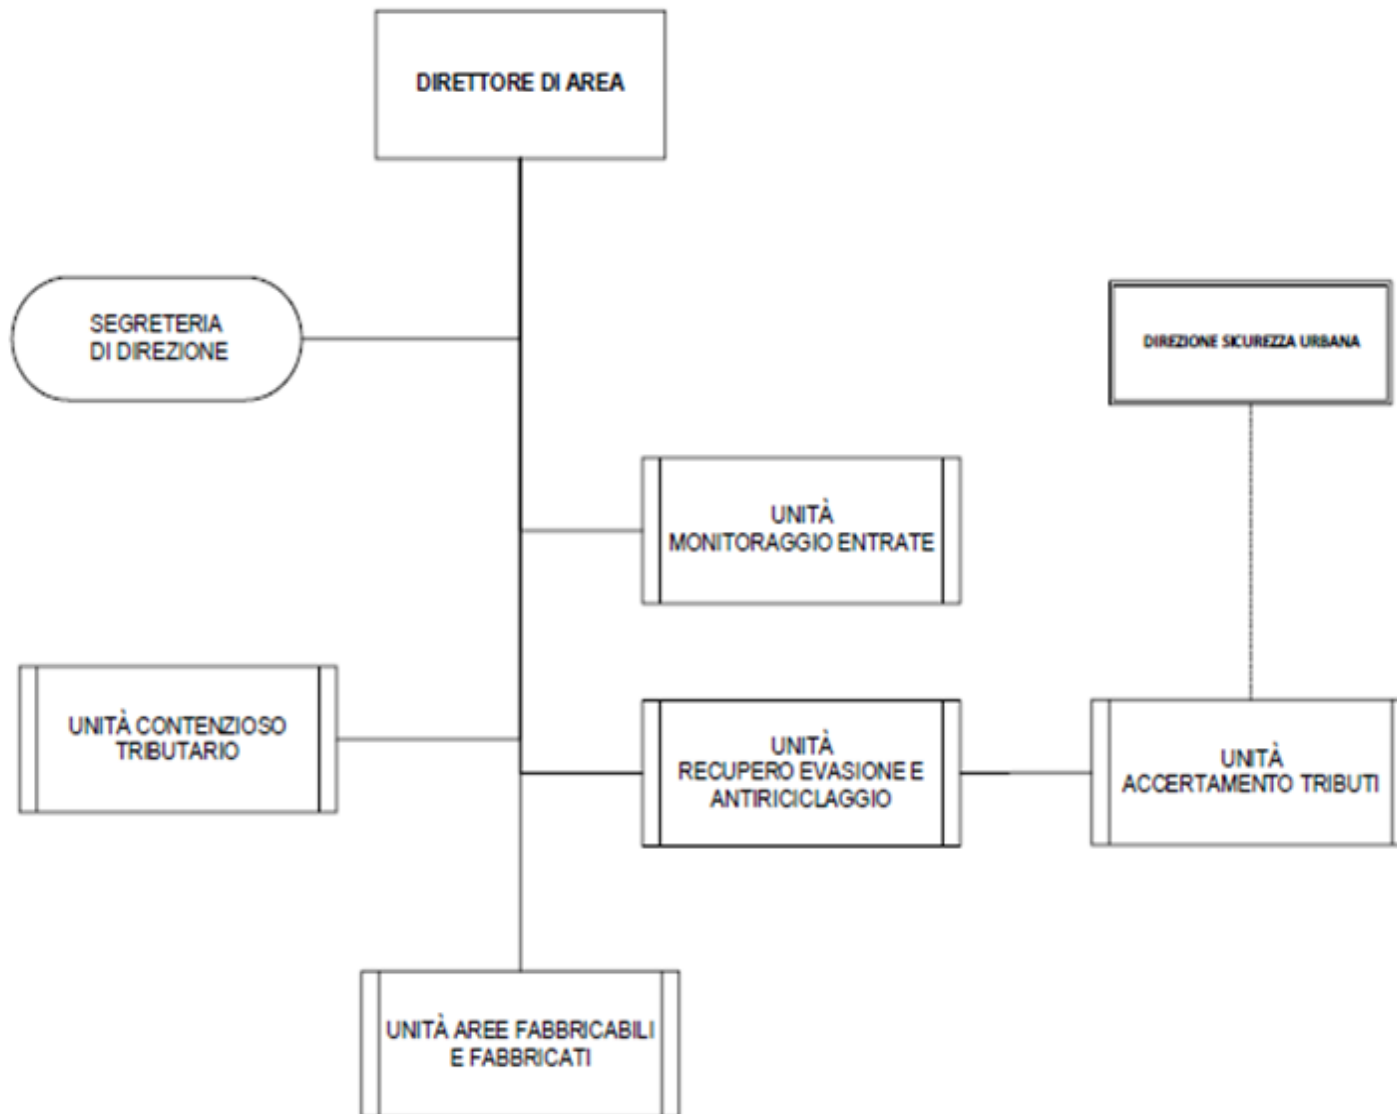 DIRETTORE DI AREA
SEGRETERIA
DI DIREZIONE
DIREZIONE SICUREZZA URBANA
UNITÀ
MONITORAGGIO ENTRATE
UNITÀ CONTENZIOSO
TRIBUTARIO
UNITÀ
RECUPERO EVASIONE E
ANTIRICICLAGGIO
UNITÀ
ACCERTAMENTO TRIBUTI
UNITÀ AREE FABBRICABILI
E FABBRICATI